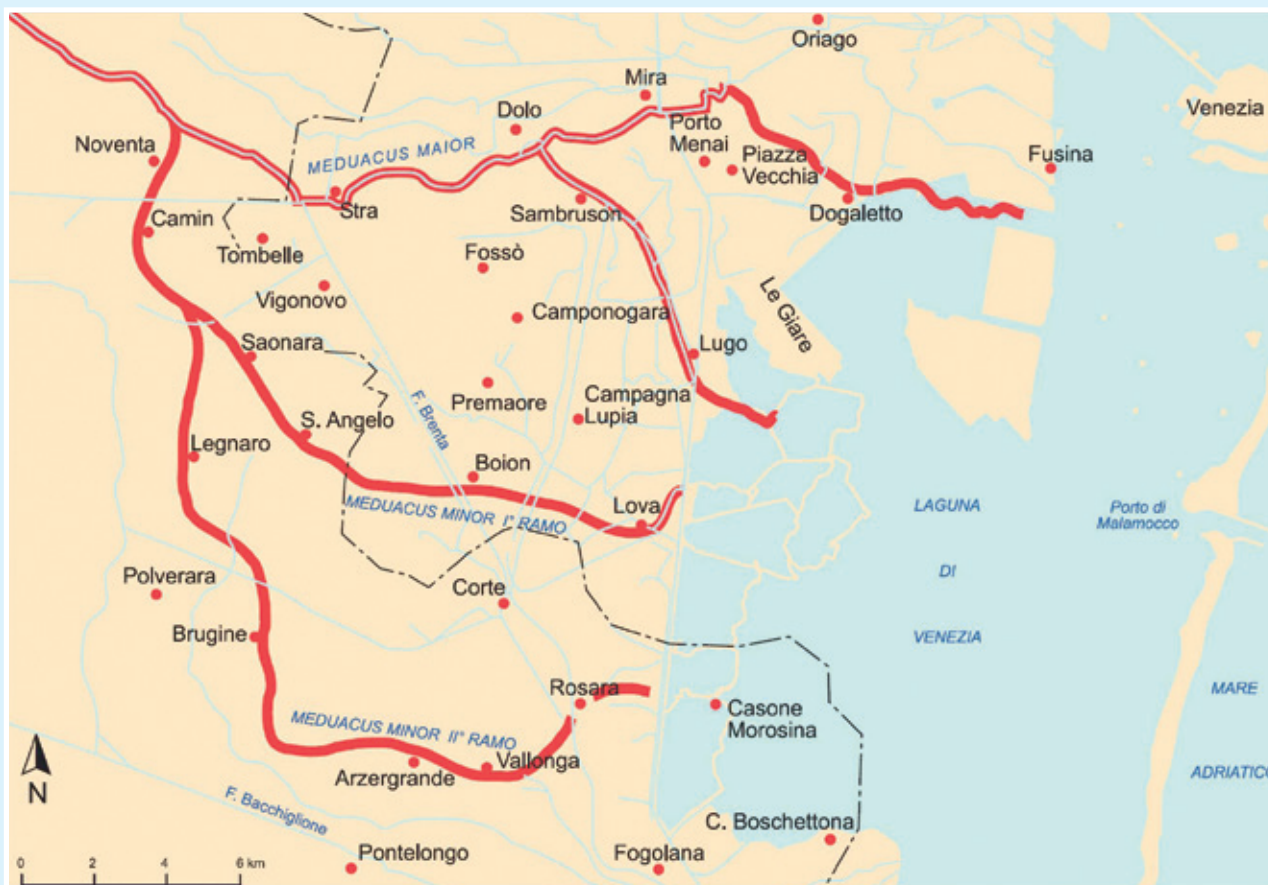 Oriago
Mira
Venezia
Dolo
Noventa
MEDUACUS MAIOR
Porto
Menai
Piazza
Vecchia
Fusina
Stra
Sambruson
Dogaletto
Camin
Tombelle
Fossò
Vigonovo
Camponogara
Le Giare
Saonara
Lugo
F. Brenta
Premaore
Campagna
Lupia
S. Angelo
Legnaro
Boion
MEDUACUS MINOR I° RAMO
Lova
LAGUNA
DI
VENEZIA
Porto di
Malamocco
Polverara
Corte
Brugine
Rosara
Casone
Morosina
MARE
ADRIATICO
MEDUACUS MINOR II° RAMO
Vallonga
Arzergrande
N
F. Bacchiglione
C. Boschettona
Pontelongo
Fogolana
0 2 4 6 km